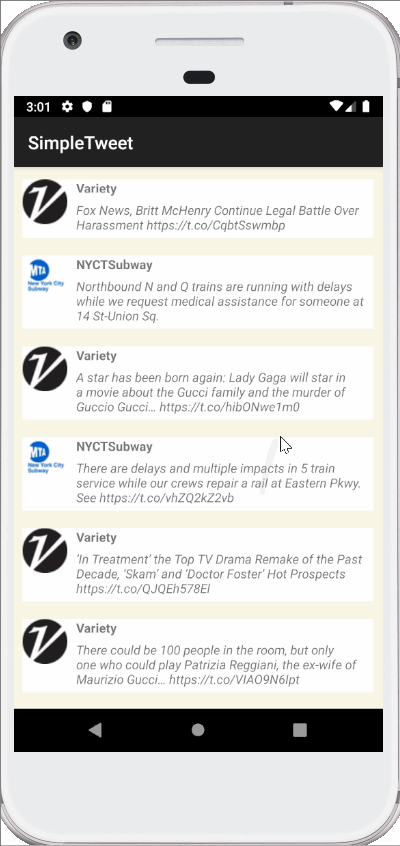 3:01
SimpleTweet
Variety
Fox News, Britt McHenry Continue Legal Battle Over
Harassment https://t.co/CqbtSswmbp
MTA
New York City
Subway
NYCTSubway
Northbound N and Q trains are running with delays
while we request medical assistance for someone at
14 St-Union Sq.
Variety
A star has been born again: Lady Gaga will star in
a movie about the Gucci family and the murder of
Guccio Gucci… https://t.co/hibONwe1m0
MTA
New York City
Subway
NYCTSubway
There are delays and multiple impacts in 5 train
service while our crews repair a rail at Eastern Pkwy.
See https://t.co/vhZQ2kZ2vb
Variety
‘In Treatment’ the Top TV Drama Remake of the Past
Decade, ‘Skam’ and ‘Doctor Foster’ Hot Prospects
https://t.co/QJQEh578EI
Variety
There could be 100 people in the room, but only
one who could play Patrizia Reggiani, the ex-wife of
Maurizio Gucci… https://t.co/VIAO9N6Ipt